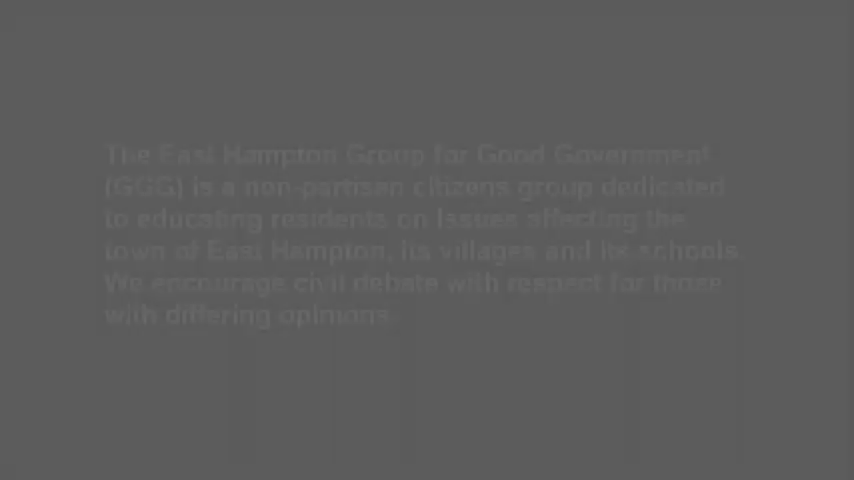 The East Hampton Group for Good Government
(GGG) is a non-partisan citizens group dedicated
to educating residents on issues affecting the
town of East Hampton, its villages and its schools.
We encourage civil debate with respect for those
with differing opinions.